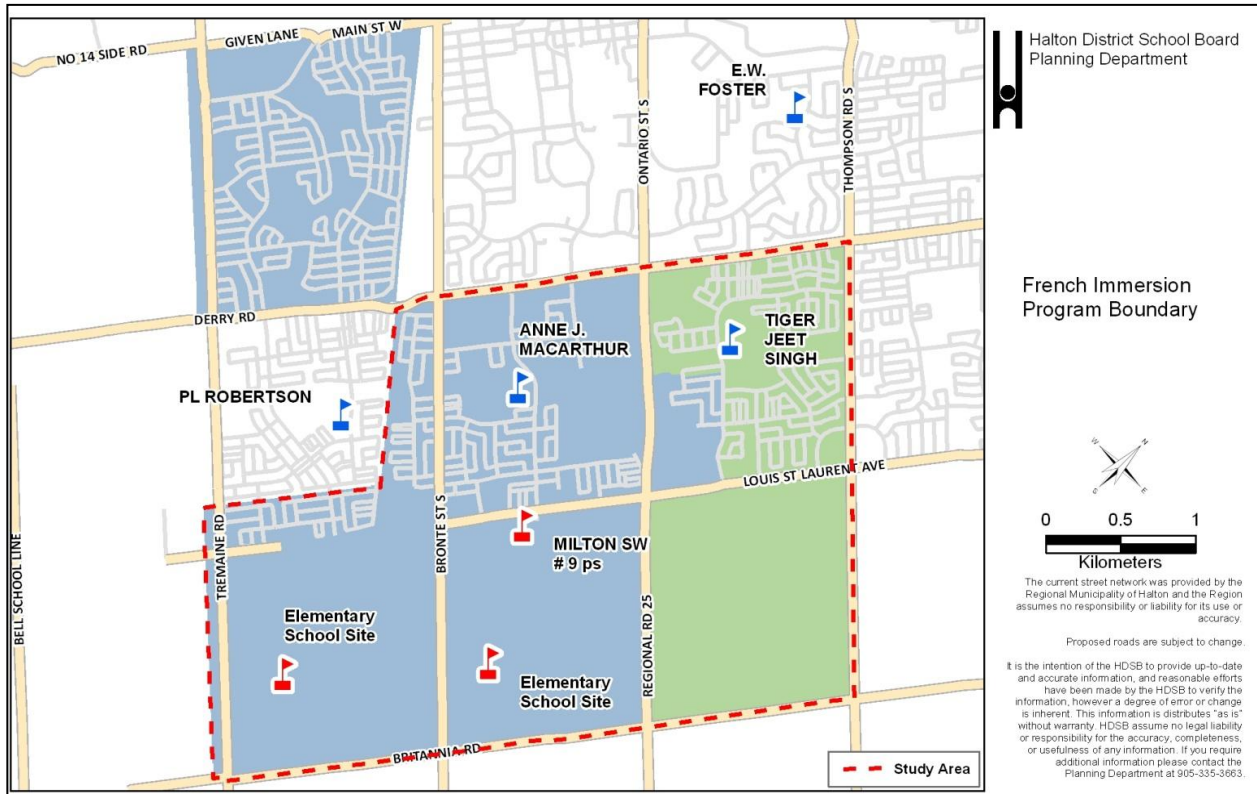 NO 14 SIDE RD
GIVEN LANE
MAIN ST W
E.W.
FOSTER
ONTARIO ST S
THOMPSON RD S
DERRY RD
ANNE J.
MACARTHUR
TIGER
JEET
SINGH
PL ROBERTSON
LOUIS ST LAURENT AVE
BELL SCHOOL LINE
TREMAINE RD
BRONTE ST S
MILTON SW
# 9 ps
Elementary
School Site
Elementary
School Site
REGIONAL RD 25
BRITANNIA RD
Study Area
Halton District School Board
Planning Department
French Immersion
Program Boundary
W
N
S
E
0
0.5
1
Kilometers
The current street network was provided by the
Regional Municipality of Halton and the Region
assumes no responsibility or liability for its use or
accuracy.
Proposed roads are subject to change.
It is the intention of the HDSB to provide up-to-date
and accurate information, and reasonable efforts
have been made by the HDSB to verify the
information, however a degree of error or change
is inherent. This information is distributes "as is"
without warranty. HDSB assume no legal liability
or responsibility for the accuracy, completeness,
or usefulness of any information. If you require
additional information please contact the
Planning Department at 905-335-3663.